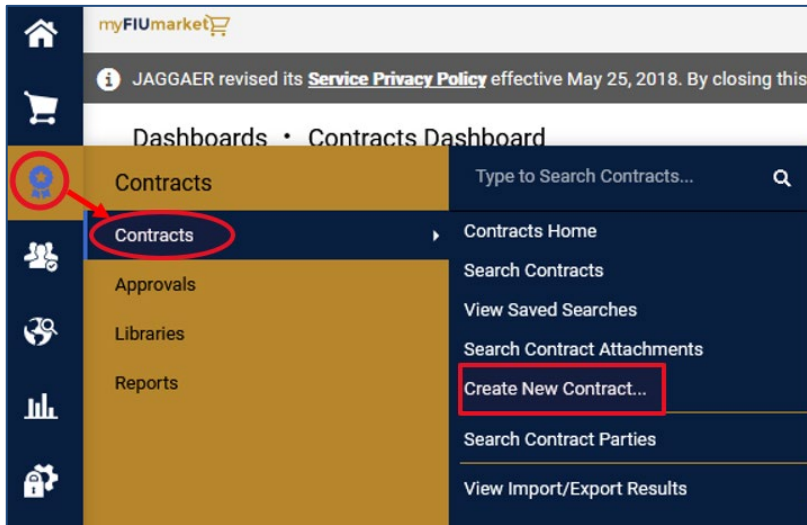 myFIUmarket
JAGGAER revised its Service Privacy Policy effective May 25, 2018. By closing this
Dashboards • Contracts Dashboard
Contracts
Type to Search Contracts...
Contracts
Approvals
Libraries
Reports
Contracts Home
Search Contracts
View Saved Searches
Search Contract Attachments
Create New Contract...
Search Contract Parties
View Import/Export Results